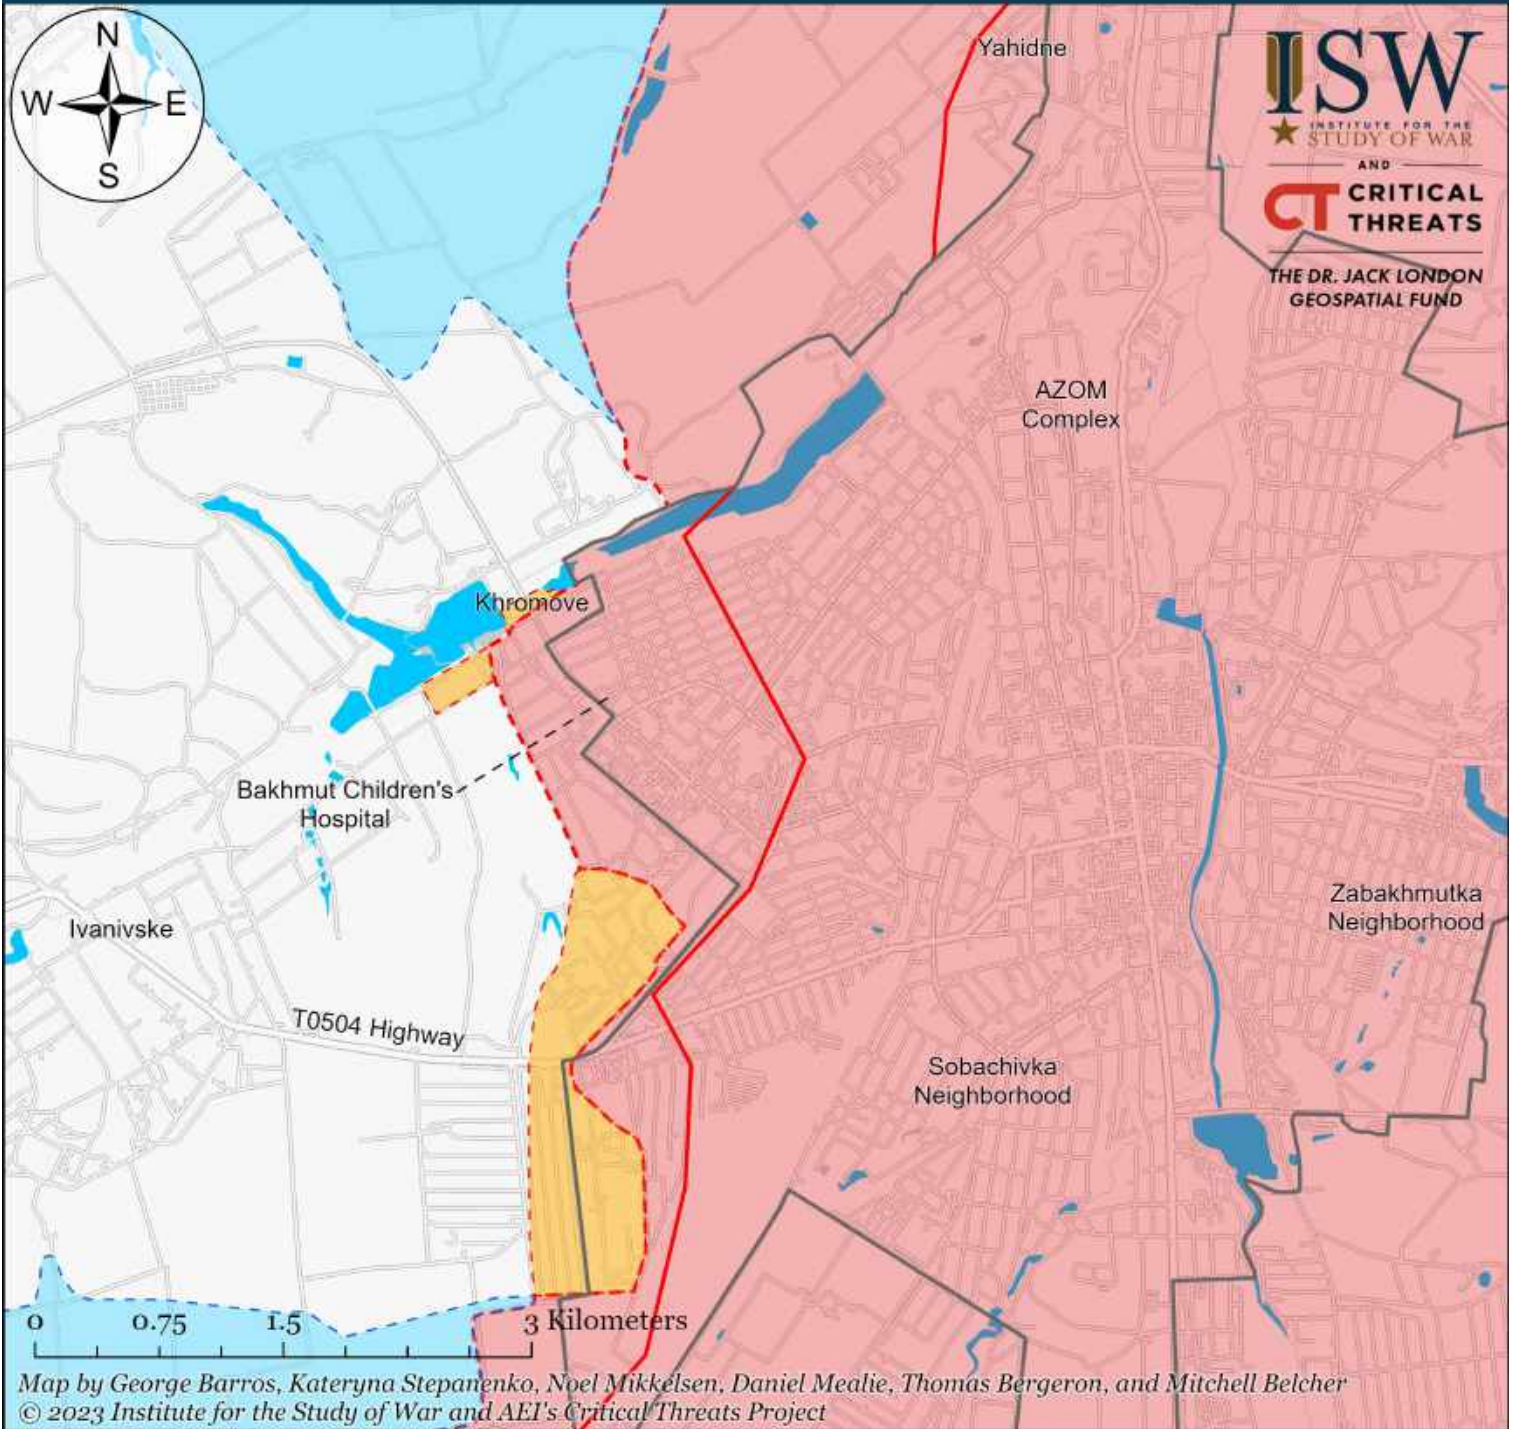 N
W E
S
Yahidne
ISW
INSTITUTE FOR THE
STUDY OF WAR
AND
CT CRITICAL
THREATS
THE DR. JACK LONDON
GEOSPATIAL FUND
AZOM
Complex
Khromove
Bakhmut Children's
Hospital
Ivanivske
Zabakhmutka
Neighborhood
T0504 Highway
Sobachivka
Neighborhood
0 0.75 1.5 3 Kilometers
Map by George Barros, Kateryna Stepanenko, Noel Mikkelsen, Daniel Mealie, Thomas Bergeron, and Mitchell Belcher
© 2023 Institute for the Study of War and AEI's Critical Threats Project